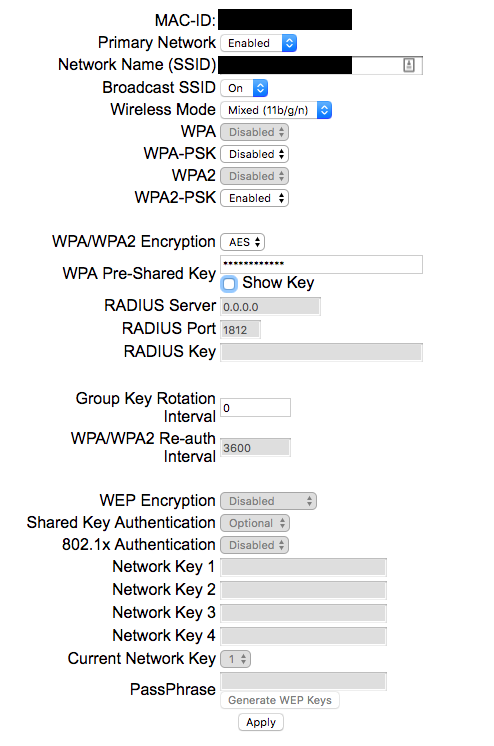 MAC-ID:
Primary Network Enabled
Network Name (SSID)
Broadcast SSID On
Wireless Mode Mixed (11b/g/n)
WPA Disabled
WPA-PSK Disabled
WPA2 Disabled
WPA2-PSK Enabled
WPA/WPA2 Encryption AES
WPA Pre-Shared Key ************
Show Key
RADIUS Server 0.0.0.0
RADIUS Port 1812
RADIUS Key
Group Key Rotation
Interval 0
WPA/WPA2 Re-auth
Interval 3600
WEP Encryption Disabled
Shared Key Authentication Optional
802.1x Authentication Disabled
Network Key 1
Network Key 2
Network Key 3
Network Key 4
Current Network Key 1
PassPhrase
Generate WEP Keys
Apply